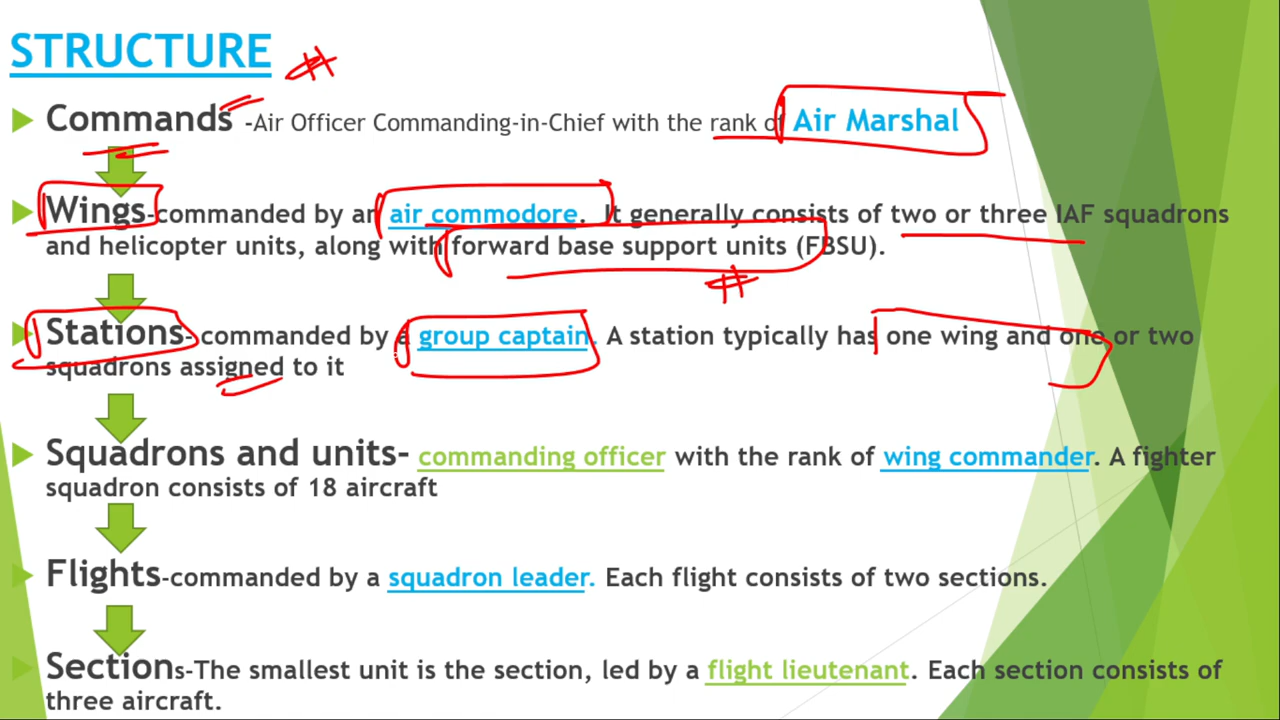 STRUCTURE
Commands -Air Officer Commanding-in-Chief with the rank of Air Marshal
Wings-commanded by an air commodore. It generally consists of two or three IAF squadrons
and helicopter units, along with forward base support units (FBSU).
Stations- commanded by a group captain. A station typically has one wing and one or two
squadrons assigned to it
Squadrons and units- commanding officer with the rank of wing commander. A fighter
squadron consists of 18 aircraft
Flights-commanded by a squadron leader. Each flight consists of two sections.
Sections-The smallest unit is the section, led by a flight lieutenant. Each section consists of
three aircraft.